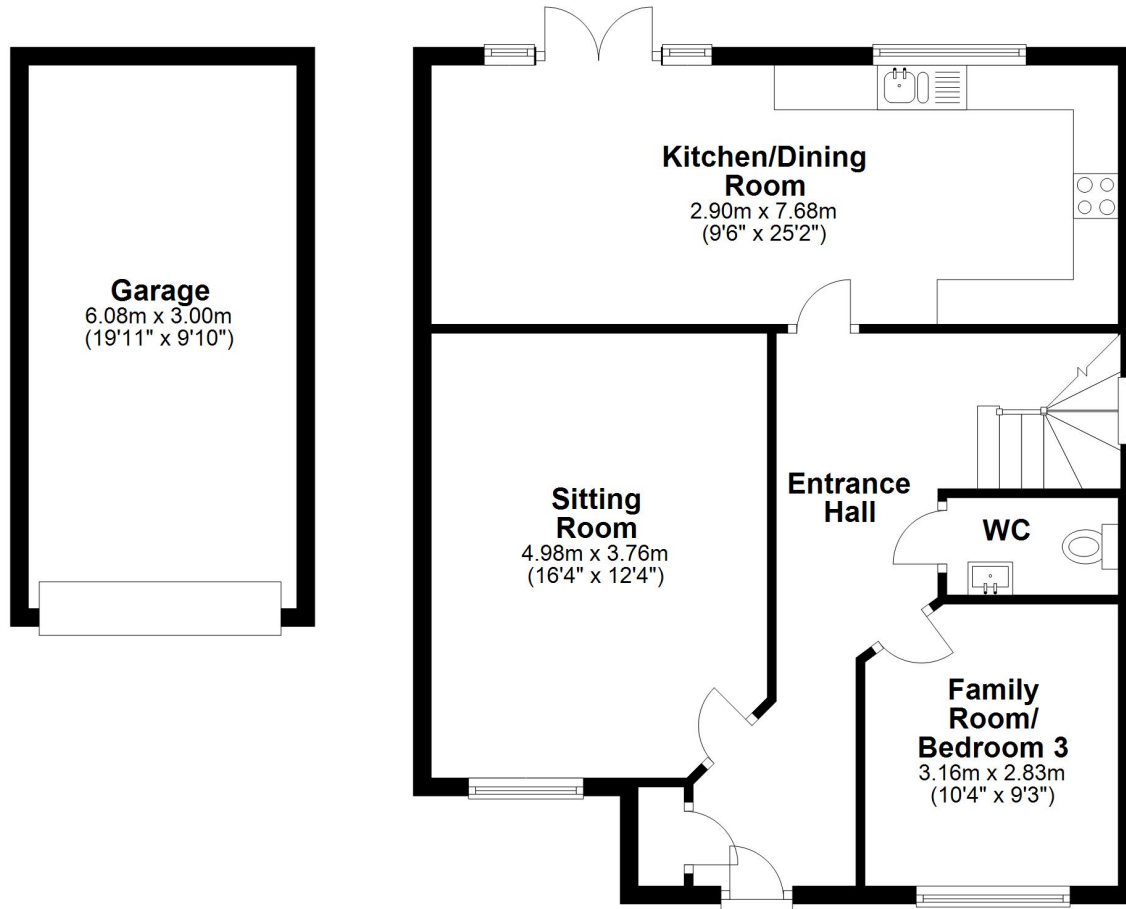 Kitchen/Dining
Room
2.90m x 7.68m
(9'6" x 25'2")
Garage
6.08m x 3.00m
(19'11" x 9'10")
Sitting
Room
4.98m x 3.76m
(16'4" x 12'4")
Entrance
Hall
WC
Family
Room/
Bedroom 3
3.16m x 2.83m
(10'4" x 9'3")